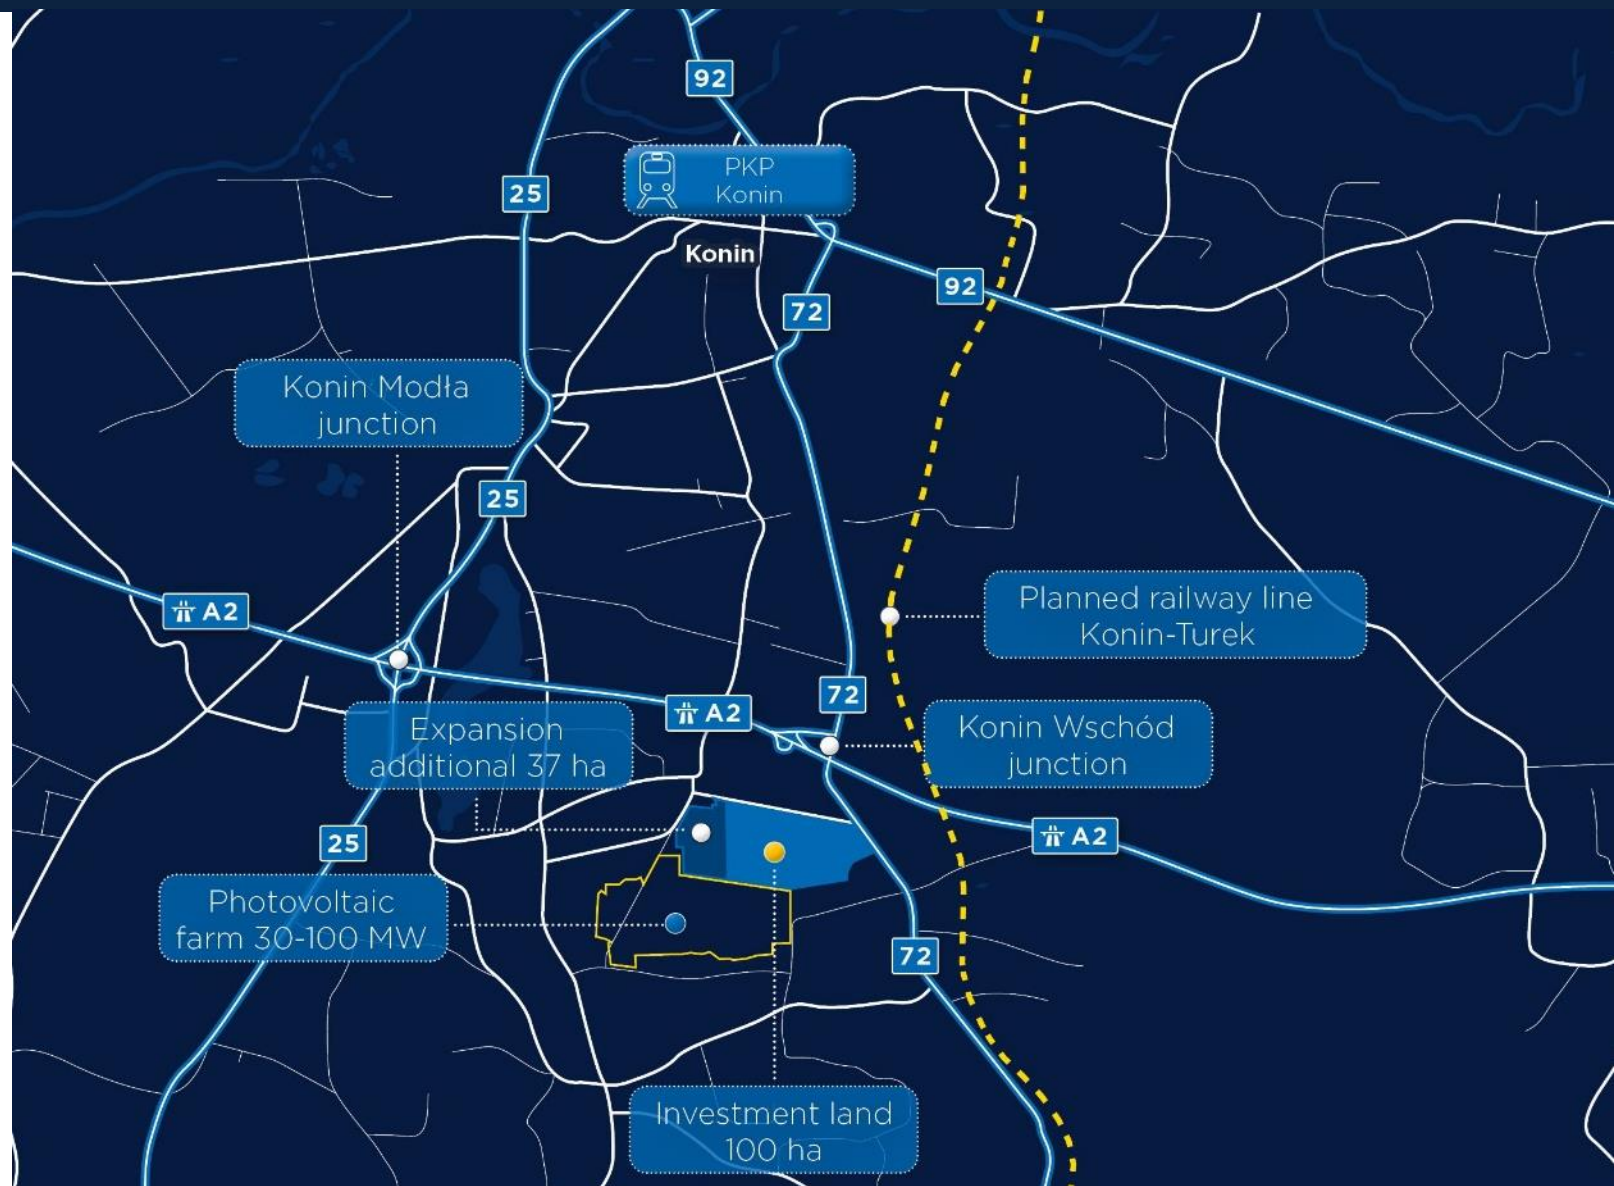 92
PKP
Konin
25
Konin
92
72
Konin Modła
junction
25
Planned railway line
Konin-Turek
A2
72
A2
Konin Wschód
junction
Expansion
additional 37 ha
A2
25
Photovoltaic
farm 30-100 MW
72
Investment land
100 ha